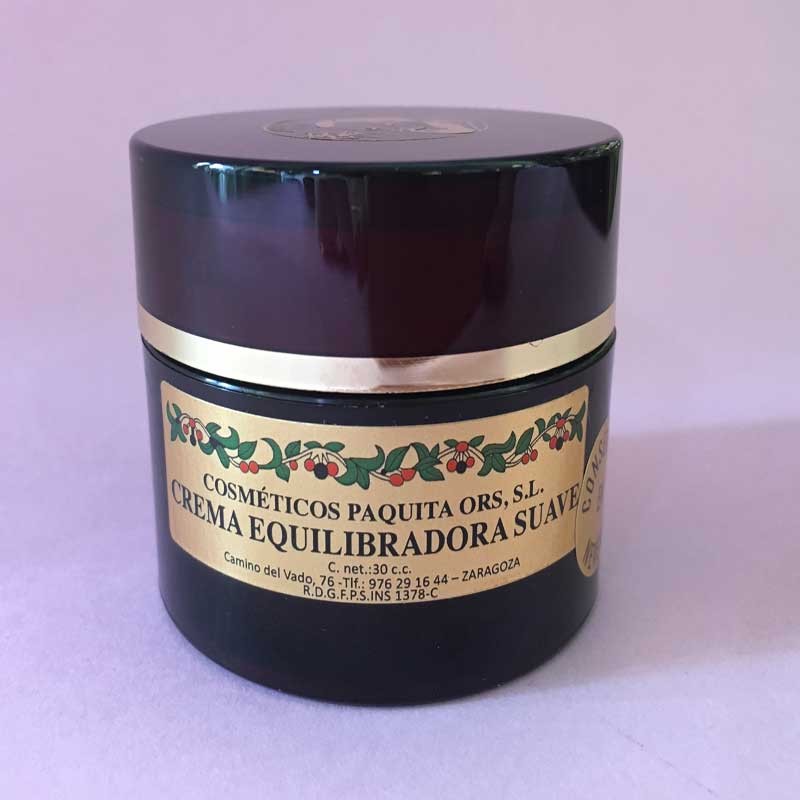 COSMÉTICOS PAQUITA ORS, S.L.
CREMA EQUILIBRADORA SUAVE
C. net.:30 c.c.
Camino del Vado, 76 -Tlf.: 976 29 16 44 – ZARAGOZA
R.D.G.F.P.S.INS 1378-C